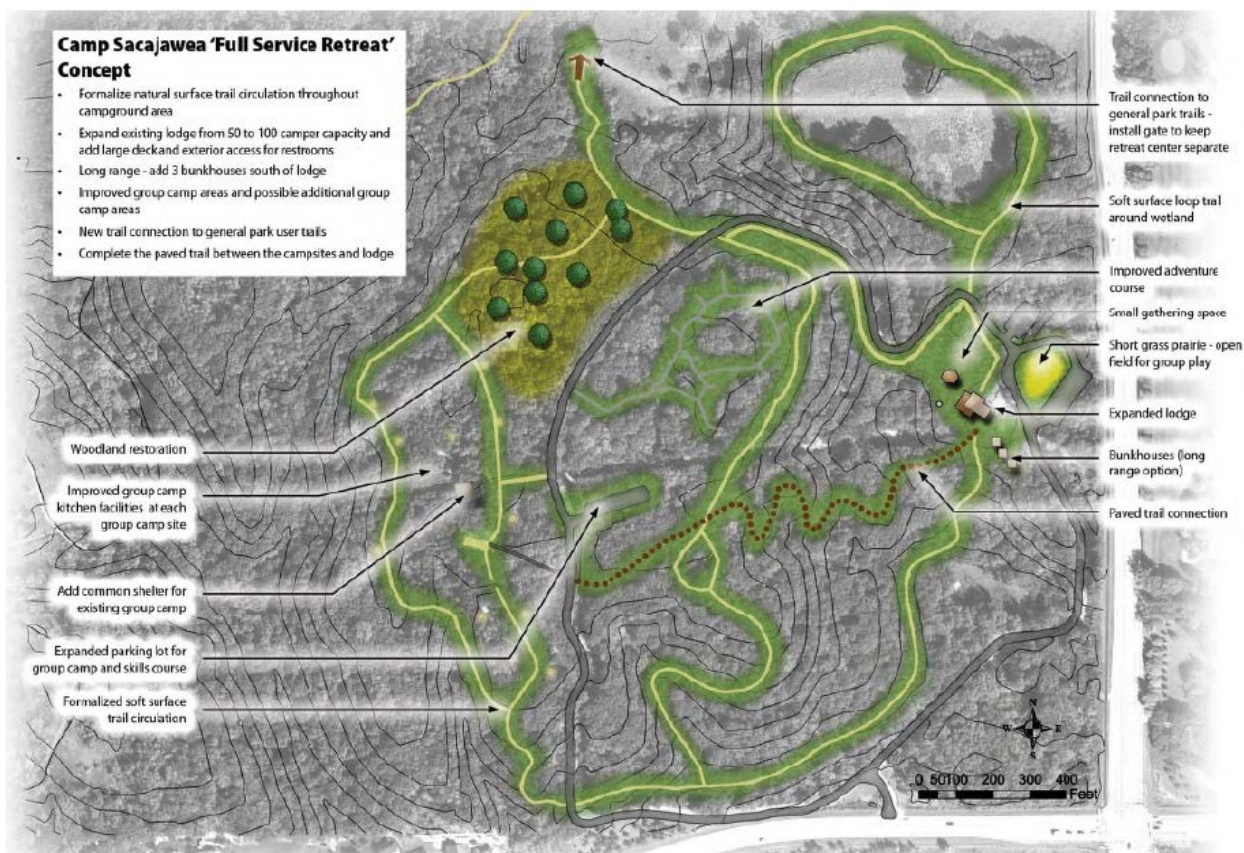 Camp Sacajawea ‘Full Service Retreat’
Concept
• Formalize natural surface trail circulation throughout
campground area
• Expand existing lodge from 50 to 100 camper capacity and
add large deck and exterior access for restrooms
• Long range - add 3 bunkhouses south of lodge
• Improved group camp areas and possible additional group
camp areas
• New trail connection to general park user trails
• Complete the paved trail between the campsites and lodge
Trail connection to
general park trails -
install gate to keep
retreat center separate
Soft surface loop trail
around wetland
Improved adventure
course
Small gathering space
Short grass prairie - open
field for group play
Expanded lodge
Bunkhouses (long
range option)
Paved trail connection
Woodland restoration
Improved group camp
kitchen facilities at each
group camp site
Add common shelter for
existing group camp
Expanded parking lot for
group camp and skills course
Formalized soft surface
trail circulation
N
W E
S
0 50 100 200 300 400
Feet